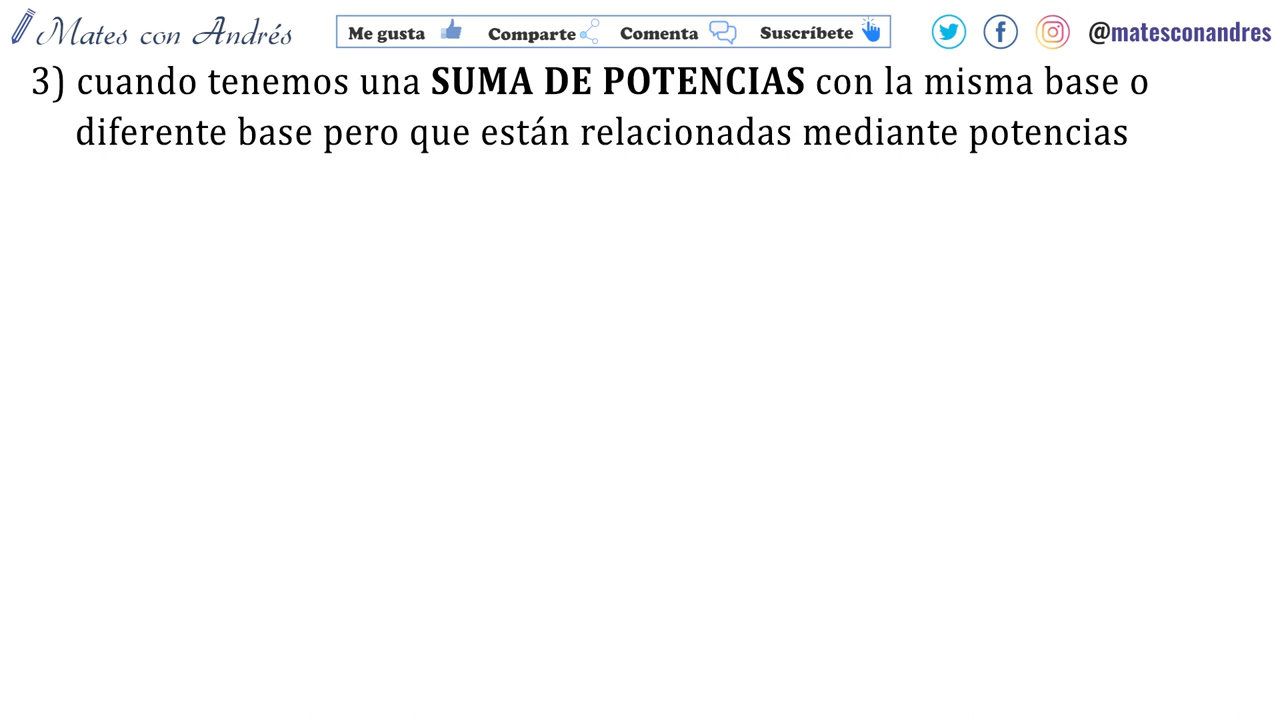 Mates con Andrés
Me gusta Comparte Comenta Suscríbete
@matesconandres
3) cuando tenemos una SUMA DE POTENCIAS con la misma base o
diferente base pero que están relacionadas mediante potencias